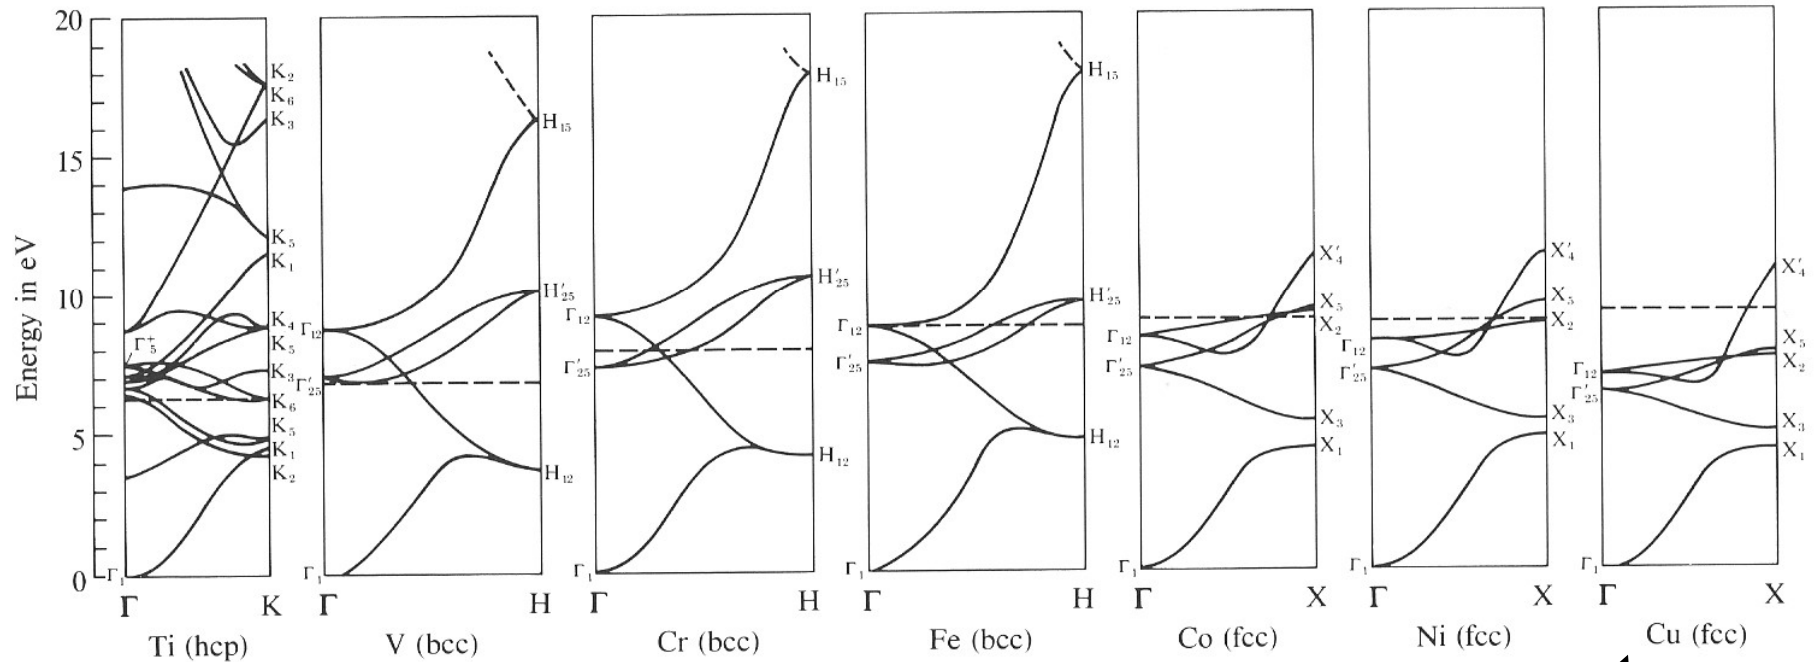 Energy in eV
20
15
10
5
0
K2
K6
K3
K5
K1
K4
K5
K3
K6
K5
K1
K2
Γ5+
Γ1
Γ K
Ti (hcp)
H15
H'25
Γ12
Γ'25
H12
Γ1
Γ H
V (bcc)
H15
H'25
Γ12
Γ'25
H12
Γ1
Γ H
Cr (bcc)
H15
H'25
Γ12
Γ'25
H12
Γ1
Γ H
Fe (bcc)
X'4
X5
X2
Γ12
Γ'25
X3
X1
Γ1
Γ X
Co (fcc)
X'4
X5
X2
Γ12
Γ'25
X3
X1
Γ1
Γ X
Ni (fcc)
X'4
X5
X2
Γ12
Γ'25
X3
X1
Γ1
Γ X
Cu (fcc)